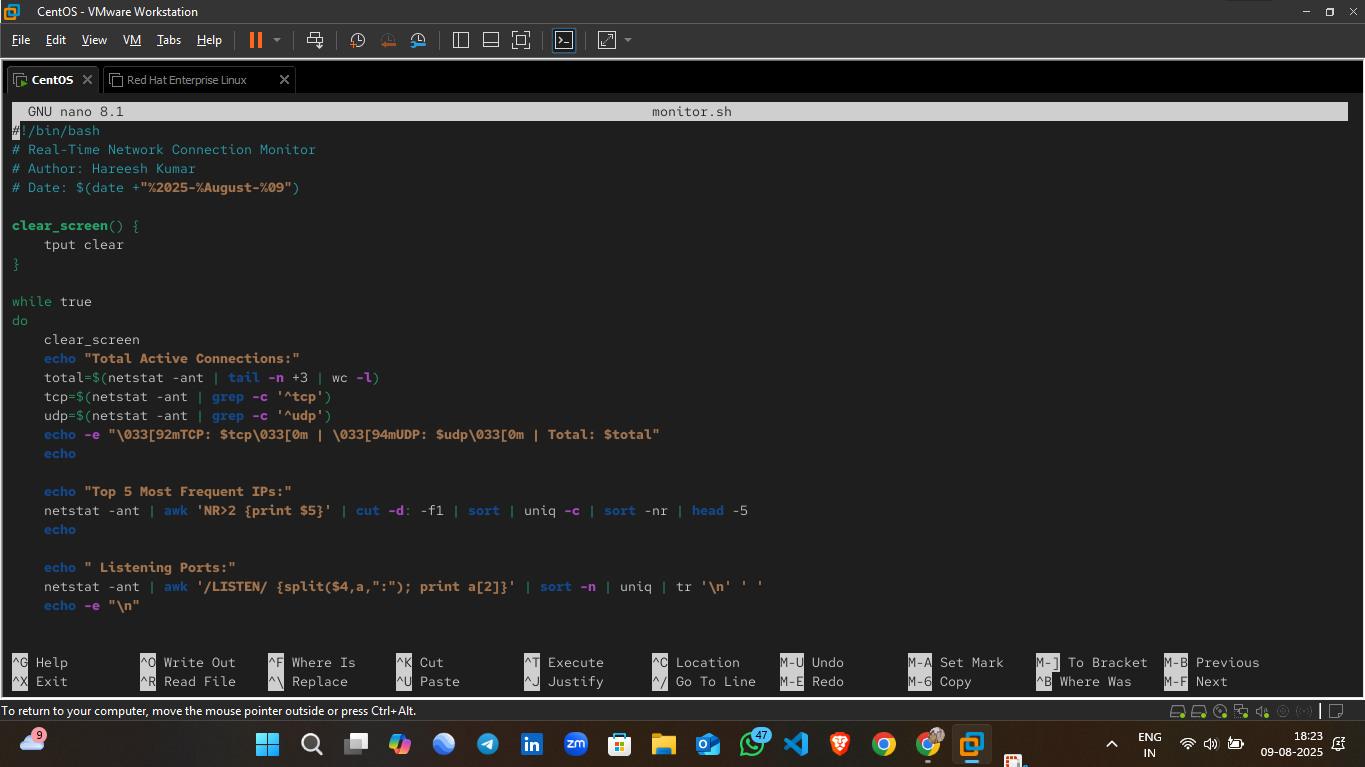 CentOS - VMware Workstation
File Edit View VM Tabs Help
CentOS Red Hat Enterprise Linux
GNU nano 8.1 monitor.sh
#!/bin/bash
# Real-Time Network Connection Monitor
# Author: Hareesh Kumar
# Date: $(date +"%2025-%August-%09")
clear_screen() {
    tput clear
}
while true
do
    clear_screen
    echo "Total Active Connections:"
    total=$(netstat -ant | tail -n +3 | wc -l)
    tcp=$(netstat -ant | grep -c '^tcp')
    udp=$(netstat -ant | grep -c '^udp')
    echo -e "\033[92mTCP: $tcp\033[0m | \033[94mUDP: $udp\033[0m | Total: $total"
    echo
    echo "Top 5 Most Frequent IPs:"
    netstat -ant | awk 'NR>2 {print $5}' | cut -d: -f1 | sort | uniq -c | sort -nr | head -5
    echo
    echo " Listening Ports:"
    netstat -ant | awk '/LISTEN/ {split($4,a,":"); print a[2]}' | sort -n | uniq | tr '\n' ' '
    echo -e "\n"
^G Help ^O Write Out ^F Where Is ^K Cut ^T Execute ^C Location M-U Undo M-A Set Mark M-] To Bracket M-B Previous
^X Exit ^R Read File ^\ Replace ^U Paste ^J Justify ^/ Go To Line M-E Redo M-6 Copy ^B Where Was M-F Next
To return to your computer, move the mouse pointer outside or press Ctrl+Alt.
9 in zm 47 ENG IN 18:23
09-08-2025